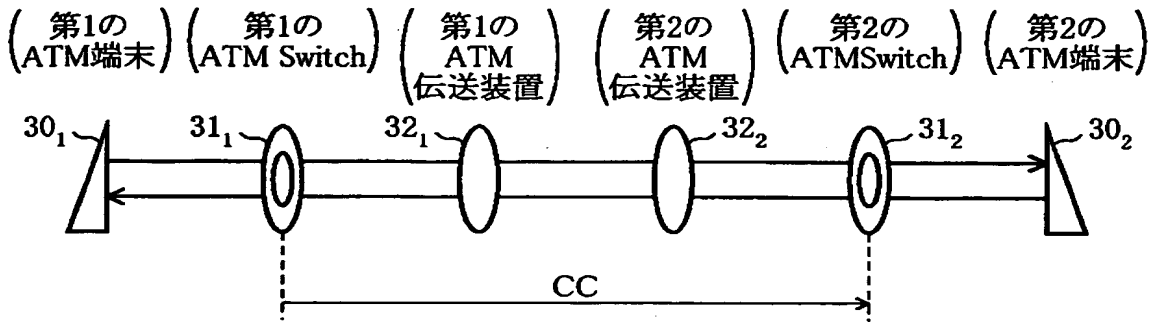 (第1の
ATM端末)
(第1の
ATM Switch)
(第1の
ATM
伝送装置)
(第2の
ATM
伝送装置)
(第2の
ATMSwitch)
(第2の
ATM端末)
30₁
31₁
32₁
32₂
31₂
30₂
CC